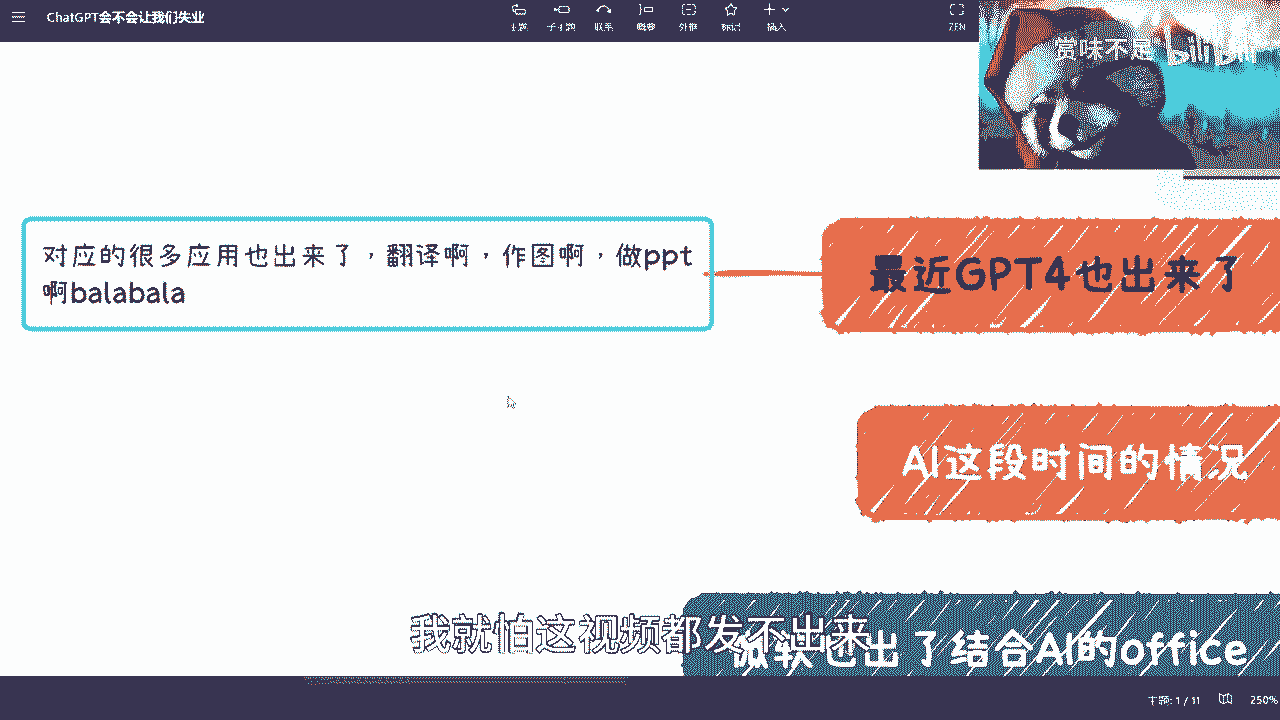 ChatGPT会不会让我们失业
主题
子主题
联系
概要
外框
标记
插入
ZEN
赏味不足
bilibili
对应的很多应用也出来了，翻译啊，作图啊，做ppt
啊balabala
最近GPT4也出来了
AI这段时间的情况
微软也出了结合AI的office
我就怕这视频都发不出来
主题: 1 / 11
250%